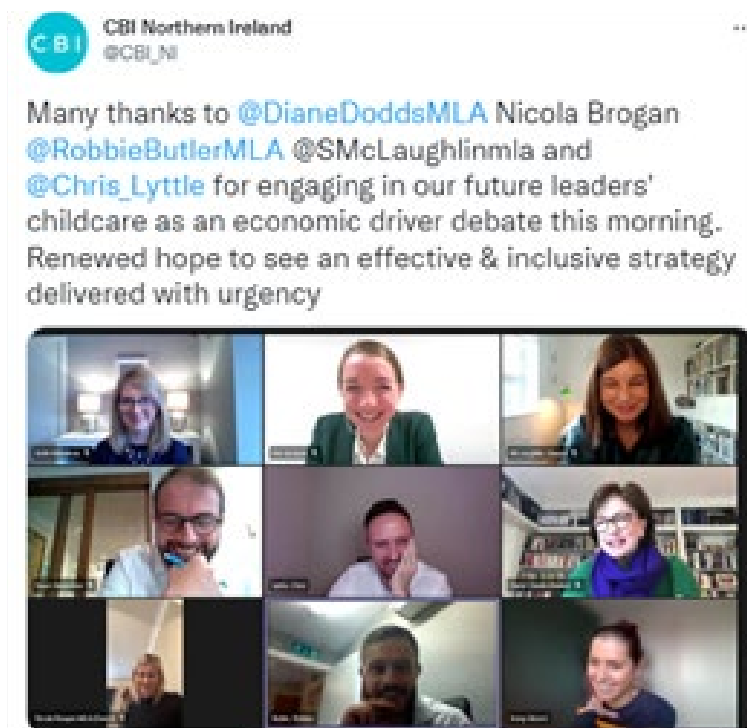 CBI
CBI Northern Ireland
@CBI_NI
Many thanks to @DianeDoddsMLA Nicola Brogan
@RobbieButlerMLA @SMcLaughlinmla and
@Chris_Lyttle for engaging in our future leaders'
childcare as an economic driver debate this morning.
Renewed hope to see an effective & inclusive strategy
delivered with urgency